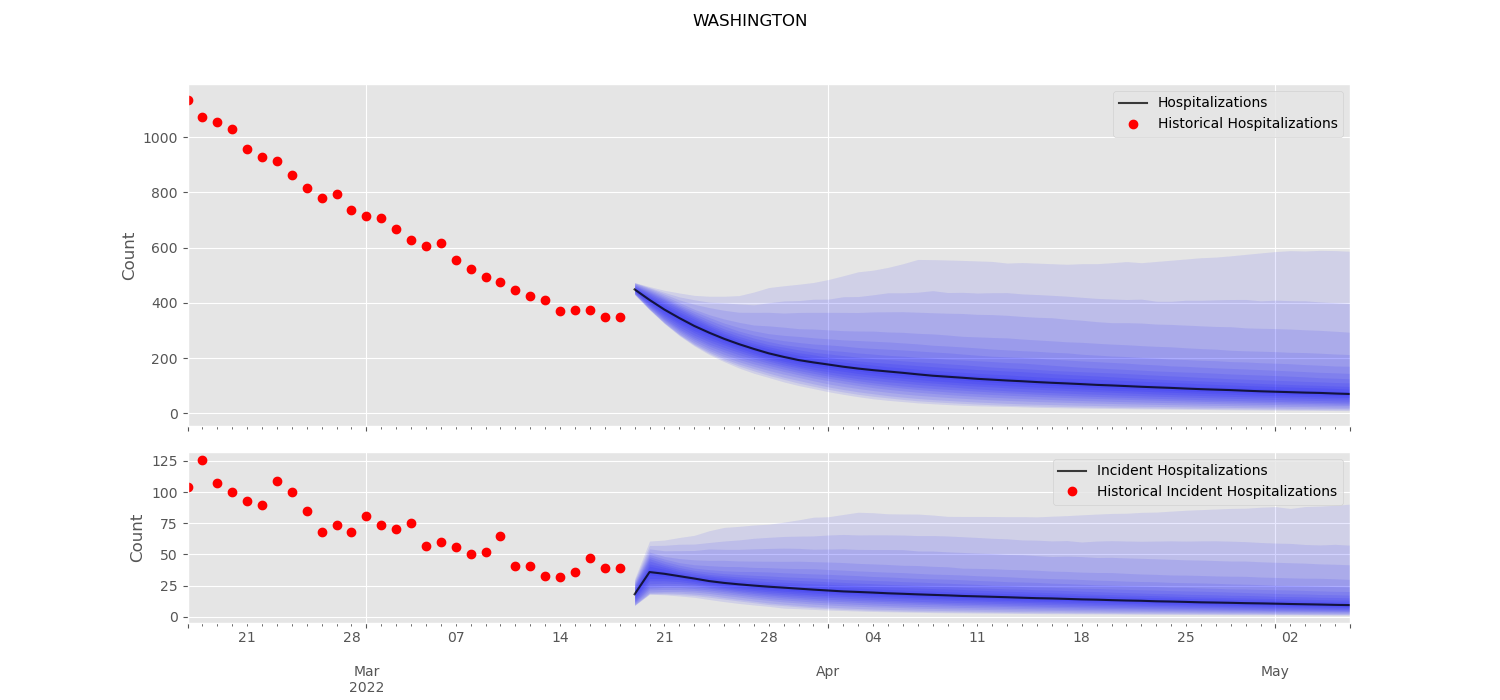 WASHINGTON
Hospitalizations
Historical Hospitalizations
Count
1000
800
600
400
200
0
Incident Hospitalizations
Historical Incident Hospitalizations
Count
125
100
75
50
25
0
21 28 07 14 21 28 04 11 18 25 02
Mar Apr May
2022